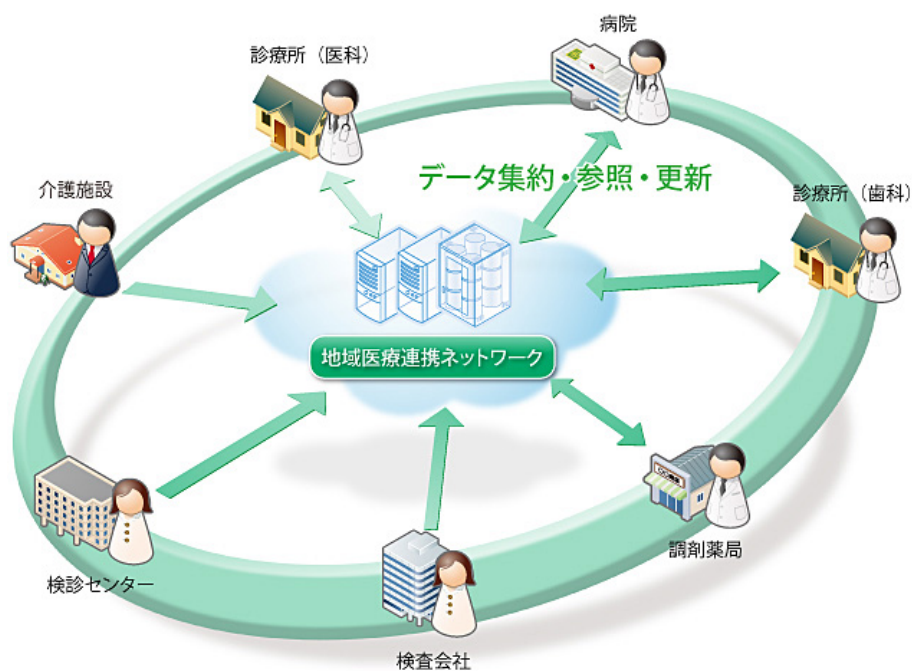 病院
診療所（医科）
データ集約・参照・更新
介護施設
診療所（歯科）
地域医療連携ネットワーク
調剤薬局
検診センター
検査会社